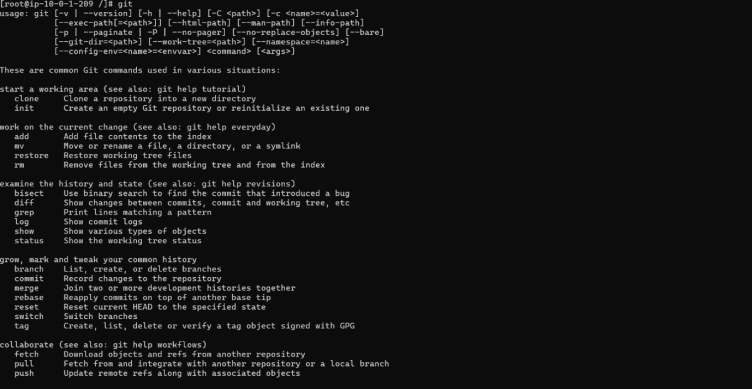 [root@ip-10-0-1-209 /]# git
usage: git [-v | --version] [-h | --help] [-C <path>] [-c <name>=<value>]
           [--exec-path[=<path>]] [--html-path] [--man-path] [--info-path]
           [-p | --paginate | -P | --no-pager] [--no-replace-objects] [--bare]
           [--git-dir=<path>] [--work-tree=<path>] [--namespace=<name>]
           [--config-env=<name>=<envvar>] <command> [<args>]

These are common Git commands used in various situations:

start a working area (see also: git help tutorial)
   clone     Clone a repository into a new directory
   init      Create an empty Git repository or reinitialize an existing one

work on the current change (see also: git help everyday)
   add       Add file contents to the index
   mv        Move or rename a file, a directory, or a symlink
   restore   Restore working tree files
   rm        Remove files from the working tree and from the index

examine the history and state (see also: git help revisions)
   bisect    Use binary search to find the commit that introduced a bug
   diff      Show changes between commits, commit and working tree, etc
   grep      Print lines matching a pattern
   log       Show commit logs
   show      Show various types of objects
   status    Show the working tree status

grow, mark and tweak your common history
   branch    List, create, or delete branches
   commit    Record changes to the repository
   merge     Join two or more development histories together
   rebase    Reapply commits on top of another base tip
   reset     Reset current HEAD to the specified state
   switch    Switch branches
   tag       Create, list, delete or verify a tag object signed with GPG

collaborate (see also: git help workflows)
   fetch     Download objects and refs from another repository
   pull      Fetch from and integrate with another repository or a local branch
   push      Update remote refs along with associated objects